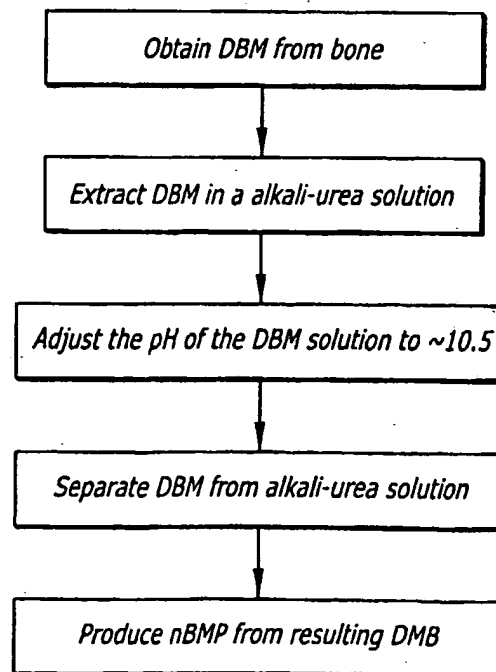 Obtain DBM from bone
Extract DBM in a alkali-urea solution
Adjust the pH of the DBM solution to ~10.5
Separate DBM from alkali-urea solution
Produce nBMP from resulting DMB